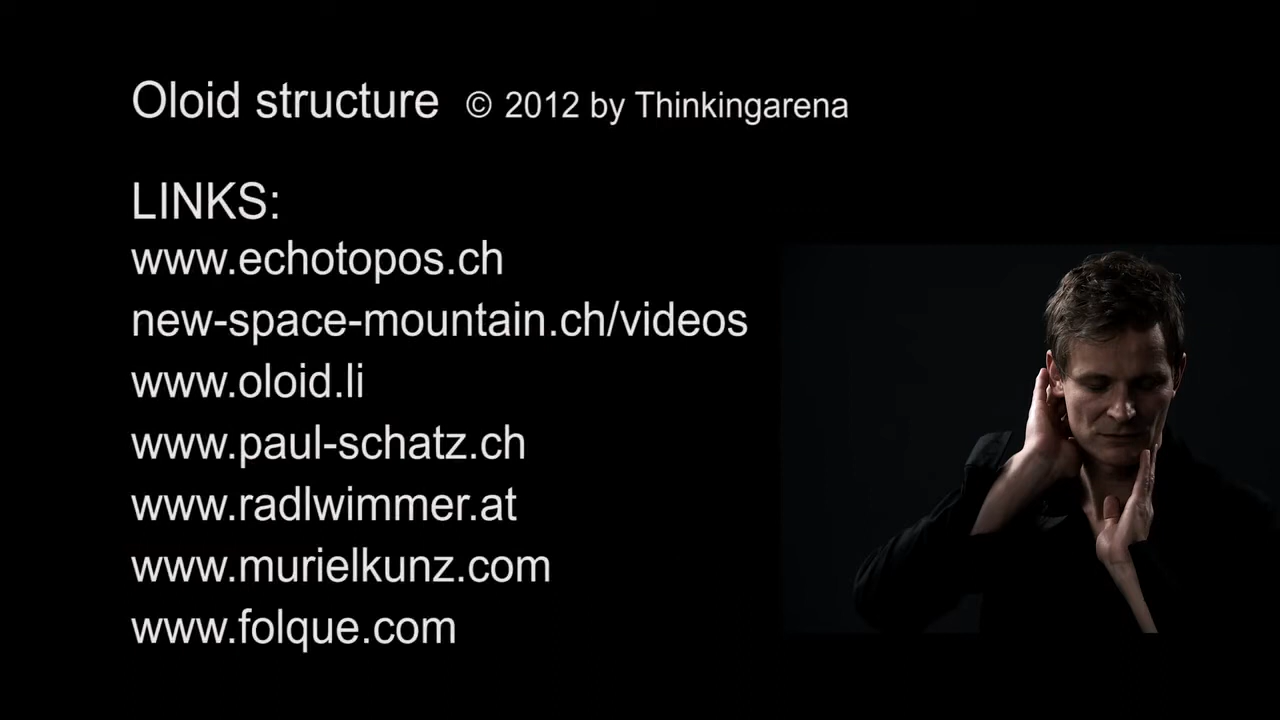 Oloid structure © 2012 by Thinkingarena
LINKS:
www.echotopos.ch
new-space-mountain.ch/videos
www.oloid.li
www.paul-schatz.ch
www.radlwimmer.at
www.murielkunz.com
www.folque.com